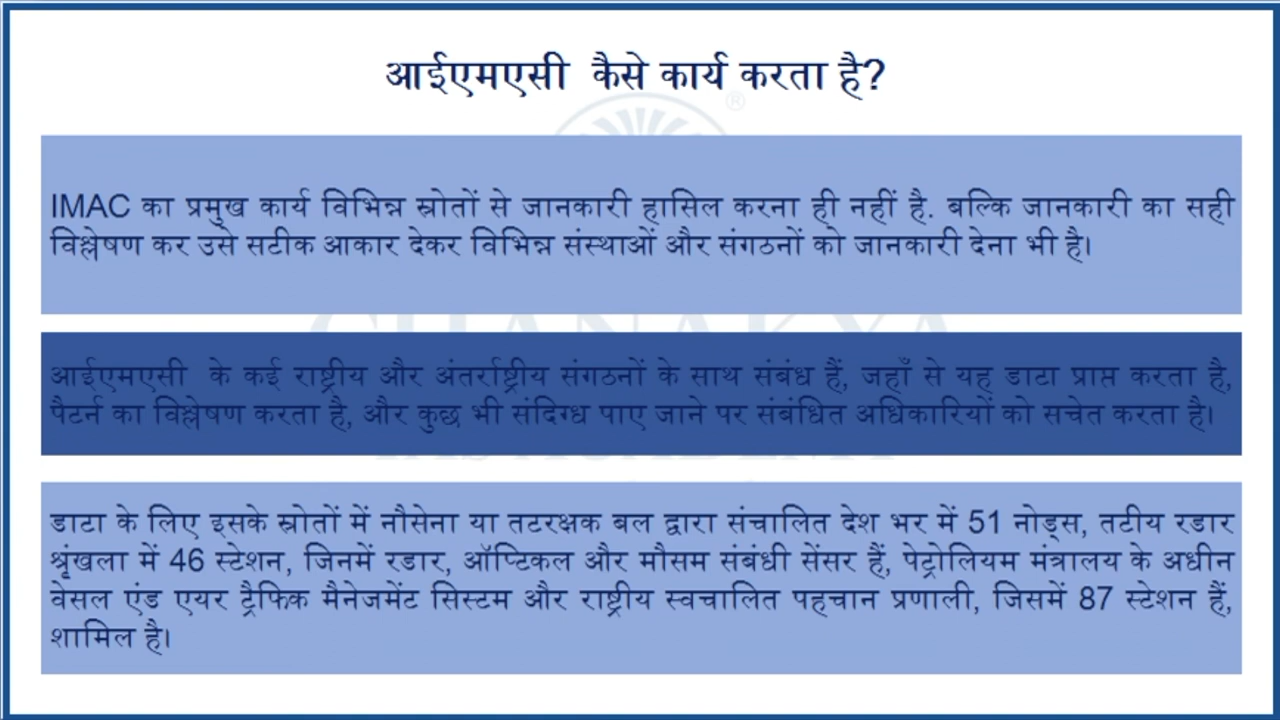 आईएमएसी कैसे कार्य करता है?
IMAC का प्रमुख कार्य विभिन्न स्रोतों से जानकारी हासिल करना ही नहीं है. बल्कि जानकारी का सही
विश्लेषण कर उसे सटीक आकार देकर विभिन्न संस्थाओं और संगठनों को जानकारी देना भी है।
आईएमएसी के कई राष्ट्रीय और अंतर्राष्ट्रीय संगठनों के साथ संबंध हैं, जहाँ से यह डाटा प्राप्त करता है,
पैटर्न का विश्लेषण करता है, और कुछ भी संदिग्ध पाए जाने पर संबंधित अधिकारियों को सचेत करता है।
डाटा के लिए इसके स्रोतों में नौसेना या तटरक्षक बल द्वारा संचालित देश भर में 51 नोड्स, तटीय रडार
श्रृंखला में 46 स्टेशन, जिनमें रडार, ऑप्टिकल और मौसम संबंधी सेंसर हैं, पेट्रोलियम मंत्रालय के अधीन
वेसल एंड एयर ट्रैफिक मैनेजमेंट सिस्टम और राष्ट्रीय स्वचालित पहचान प्रणाली, जिसमें 87 स्टेशन हैं,
शामिल है।